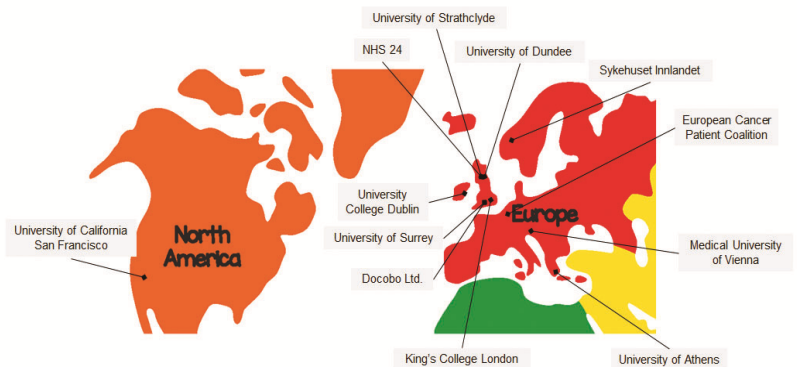 University of Strathclyde
NHS 24
University of Dundee
Sykehuset Innlandet
European Cancer
Patient Coalition
University
College Dublin
University of California
San Francisco
North
America
Europe
University of Surrey
Medical University
of Vienna
Docobo Ltd.
King's College London
University of Athens